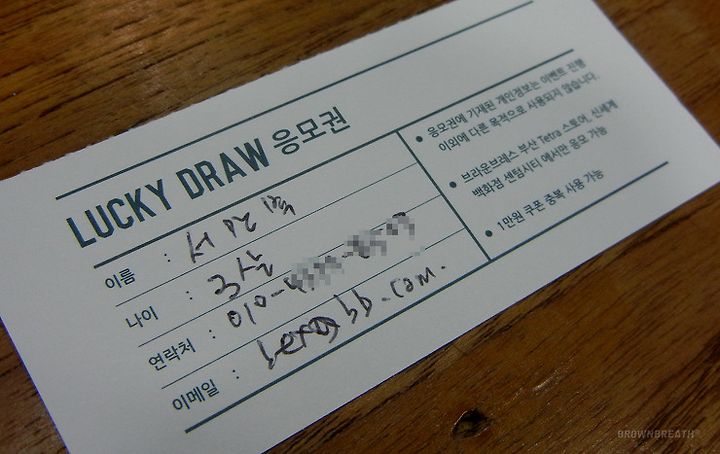 LUCKY DRAW 응모권
이름 : 서
나이 : 3살
연락처 : 010-
이메일 : @bb.com.
● 응모권에 기재된 개인정보는 이벤트 진행
이외에 다른 목적으로 사용되지 않습니다.
● 브라운브레스 부산 Tetra 스토어, 신세계
백화점 센텀시티 에서만 응모 가능
● 1만원 쿠폰 중복 사용 가능
BROWNBREATH®